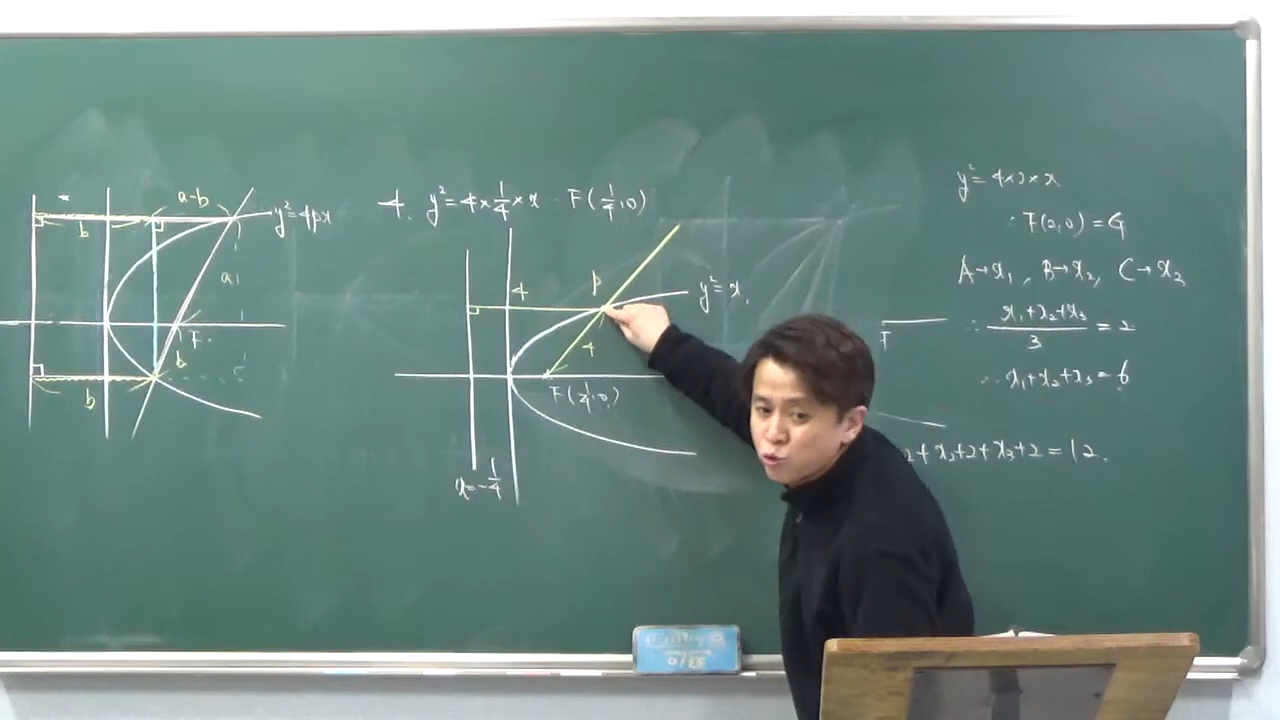 a-b
y²=4px
b
a
F
b
b
4. y²=4×1/4×x F(1/4,0)
4
P
y²=x
4
F(1/4,0)
x=-1/4
y²=4×2×x
∴F(2,0)=G
A→x₁, B→x₂, C→x₃
F
∴ (x₁+x₂+x₃)/3=2
∴ x₁+x₂+x₃=6
2+x₂+2+x₃+2=12.